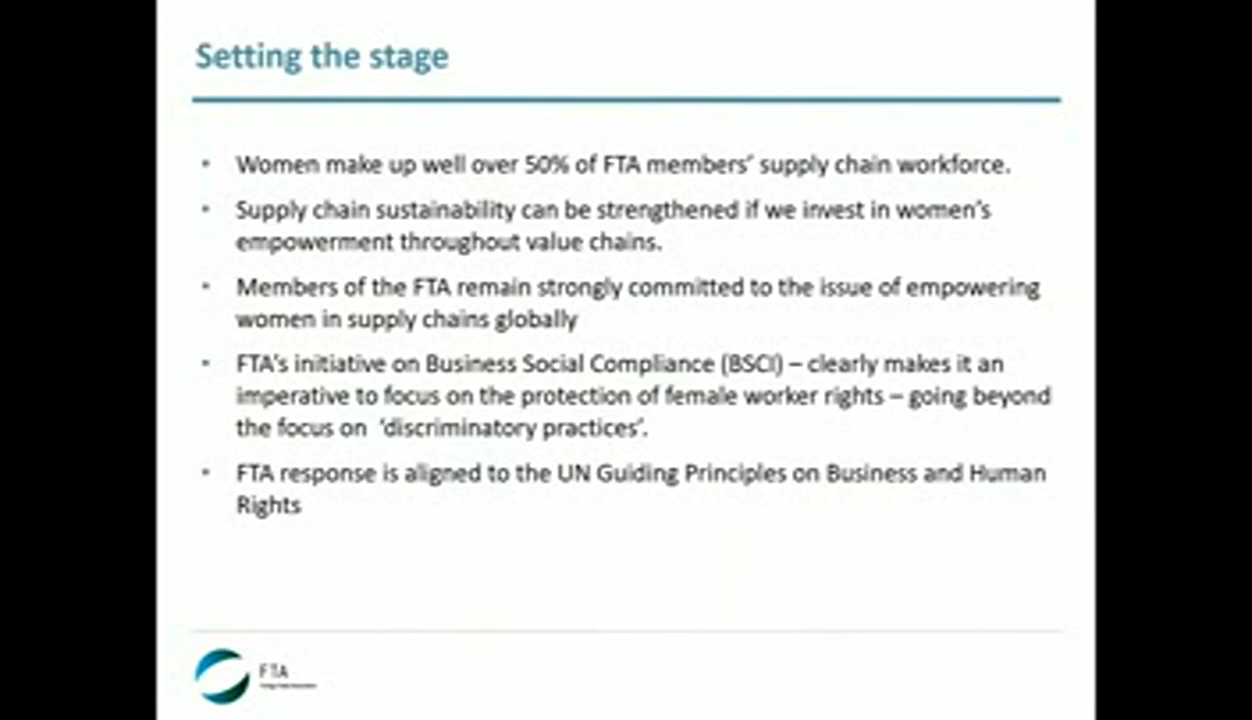 Setting the stage
• Women make up well over 50% of FTA members' supply chain workforce.
• Supply chain sustainability can be strengthened if we invest in women's
empowerment throughout value chains.
• Members of the FTA remain strongly committed to the issue of empowering
women in supply chains globally
• FTA's initiative on Business Social Compliance (BSCI) – clearly makes it an
imperative to focus on the protection of female worker rights – going beyond
the focus on 'discriminatory practices'.
• FTA response is aligned to the UN Guiding Principles on Business and Human
Rights
FTA